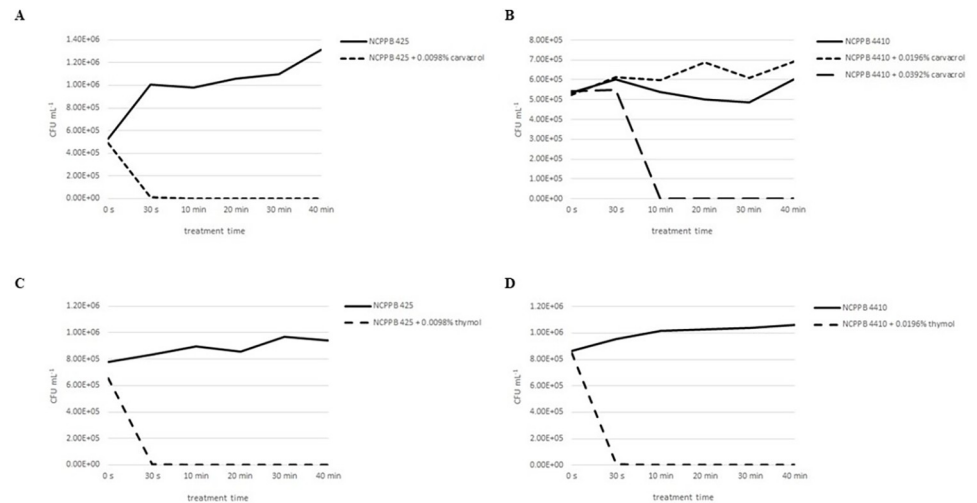 A
1.40E+06
1.20E+06
1.00E+06
8.00E+05
6.00E+05
4.00E+05
2.00E+05
0.00E+00
CFU mL-1
0 s 30 s 10 min 20 min 30 min 40 min
treatment time
NCPPB 425
NCPPB 425 + 0.0098% carvacrol
B
8.00E+05
7.00E+05
6.00E+05
5.00E+05
4.00E+05
3.00E+05
2.00E+05
1.00E+05
0.00E+00
CFU mL-1
0 s 30 s 10 min 20 min 30 min 40 min
treatment time
NCPPB 4410
NCPPB 4410 + 0.0196% carvacrol
NCPPB 4410 + 0.0392% carvacrol
C
1.20E+06
1.00E+06
8.00E+05
6.00E+05
4.00E+05
2.00E+05
0.00E+00
CFU mL-1
0 s 30 s 10 min 20 min 30 min 40 min
treatment time
NCPPB 425
NCPPB 425 + 0.0098% thymol
D
1.20E+06
1.00E+06
8.00E+05
6.00E+05
4.00E+05
2.00E+05
0.00E+00
CFU mL-1
0 s 30 s 10 min 20 min 30 min 40 min
treatment time
NCPPB 4410
NCPPB 4410 + 0.0196% thymol